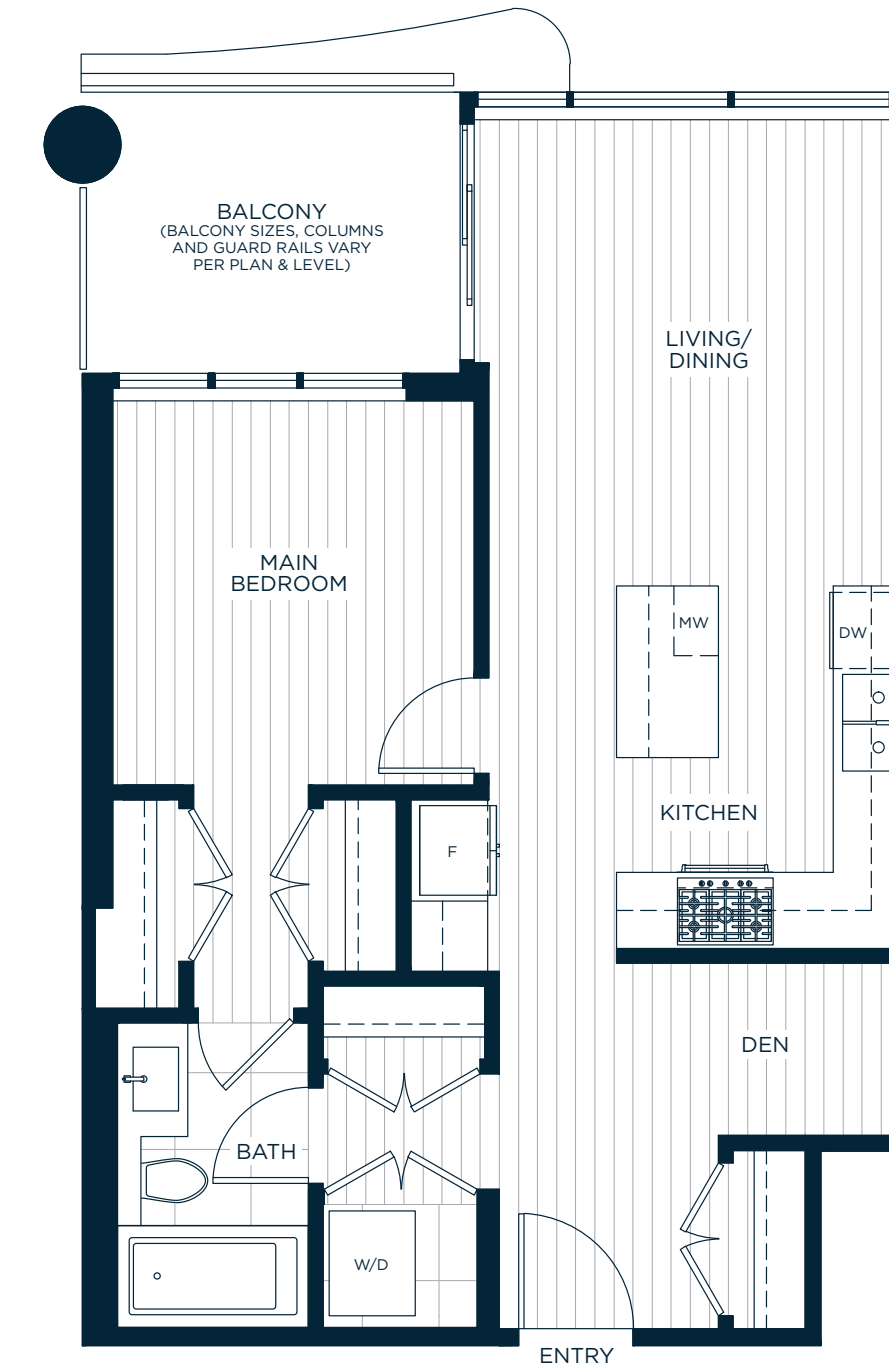 BALCONY
(BALCONY SIZES, COLUMNS
AND GUARD RAILS VARY
PER PLAN & LEVEL)
LIVING/
DINING
MAIN
BEDROOM
MW
DW
KITCHEN
F
DEN
BATH
W/D
ENTRY